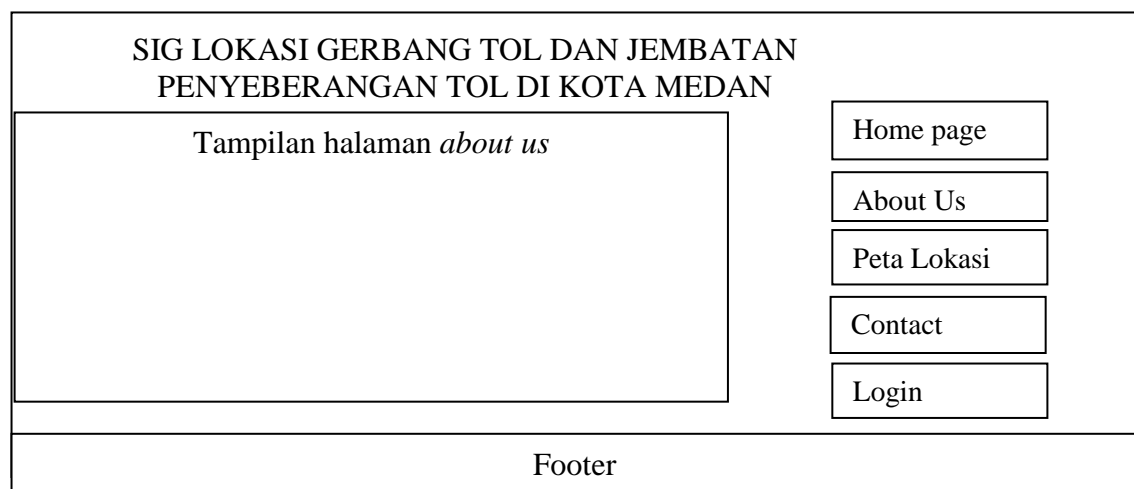 SIG LOKASI GERBANG TOL DAN JEMBATAN
PENYEBERANGAN TOL DI KOTA MEDAN
Tampilan halaman about us
Home page
About Us
Peta Lokasi
Contact
Login
Footer